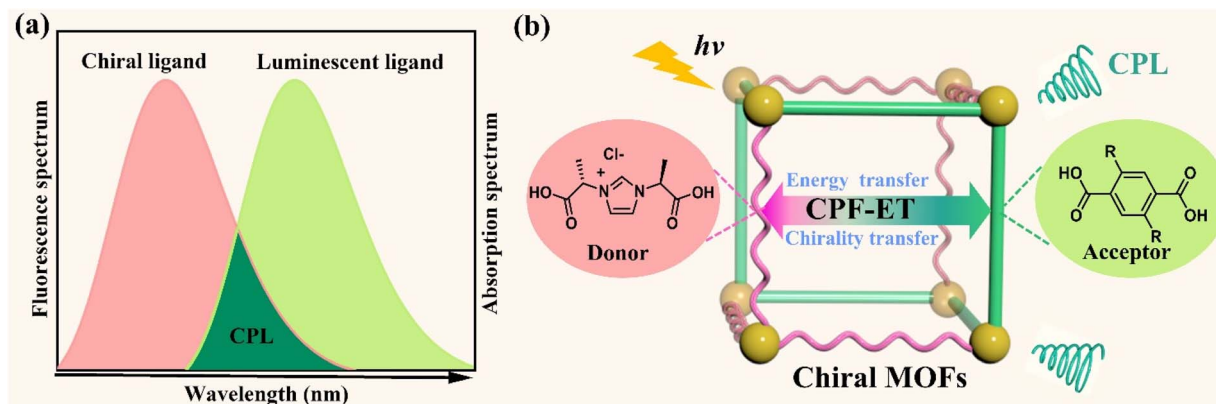 (a)
Chiral ligand
Luminescent ligand
Fluorescence spectrum
CPL
Absorption spectrum
Wavelength (nm)
(b)
hν
CPL
Cl-
+
HO
N
N
OH
O
O
Donor
Energy transfer
CPF-ET
Chirality transfer
R
HO
O
O
OH
R
Acceptor
Chiral MOFs